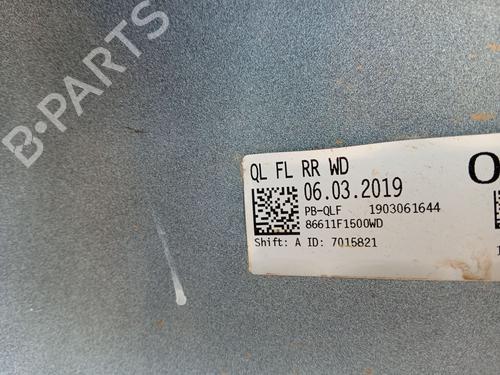 B-PARTS
QL FL RR WD
06.03.2019
PB-QLF 1903061644
86611F1500WD
Shift: A ID: 7015821